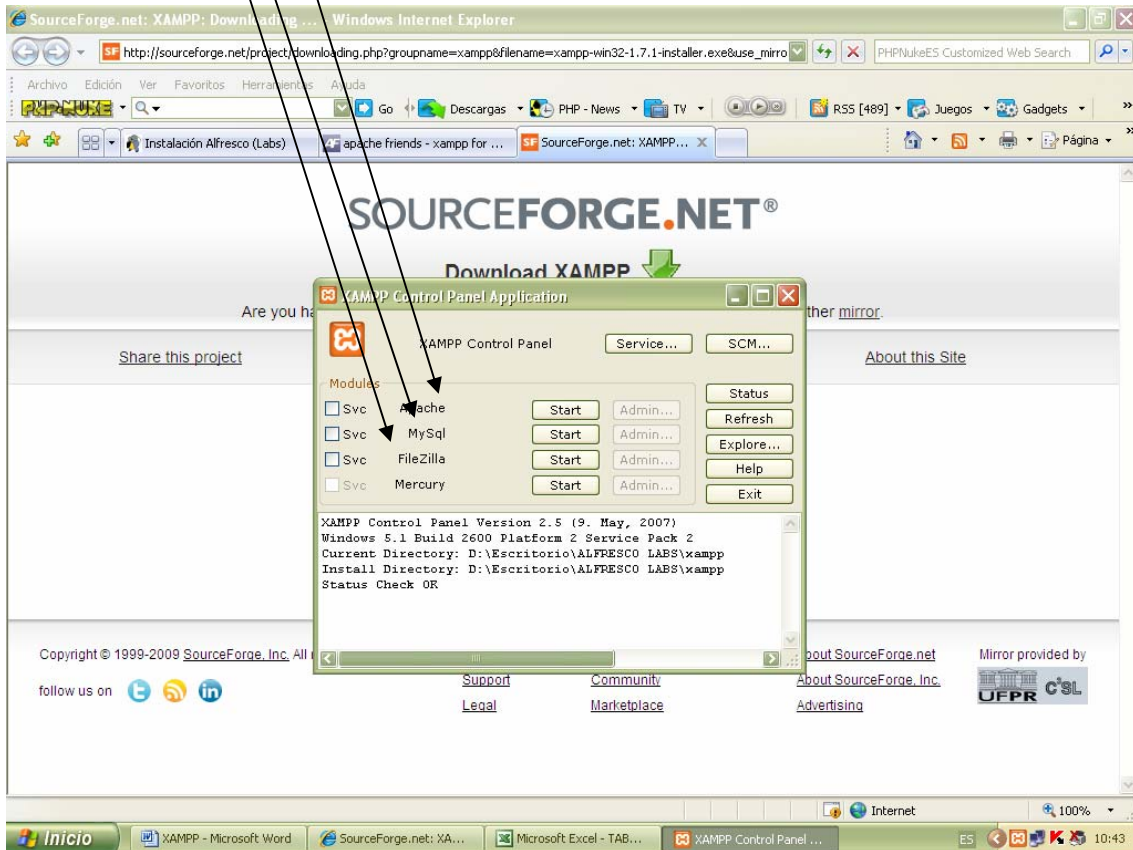 SourceForge.net: XAMPP: Downloading ... Windows Internet Explorer
SF http://sourceforge.net/project/downloading.php?groupname=xampp&filename=xampp-win32-1.7.1-installer.exe&use_mirro PHPNukeES Customized Web Search
Archivo Edición Ver Favoritos Herramientas Ayuda
PHP-NUKE Go Descargas PHP - News TV RSS [489] Juegos Gadgets »
Instalación Alfresco (Labs) apache friends - xampp for ... SF SourceForge.net: XAMPP... X Página »
SOURCEFORGE.NET®
Download XAMPP
Are you ha ther mirror.
Share this project About this Site
XAMPP Control Panel Application
XAMPP Control Panel Service... SCM...
Modules
Status
Svc Apache Start Admin...
Refresh
Svc MySql Start Admin...
Explore...
Svc FileZilla Start Admin...
Help
Svc Mercury Start Admin...
Exit
XAMPP Control Panel Version 2.5 (9. May, 2007)
Windows 5.1 Build 2600 Platform 2 Service Pack 2
Current Directory: D:\Escritorio\ALFRESCO LABS\xampp
Install Directory: D:\Escritorio\ALFRESCO LABS\xampp
Status Check OK
Copyright © 1999-2009 SourceForge, Inc. All bout SourceForge.net Mirror provided by
follow us on Support Community About SourceForge, Inc. UFPR C3SL
Legal Marketplace Advertising
Internet 100%
Inicio XAMPP - Microsoft Word SourceForge.net: XA... Microsoft Excel - TAB... XAMPP Control Panel ... ES 10:43